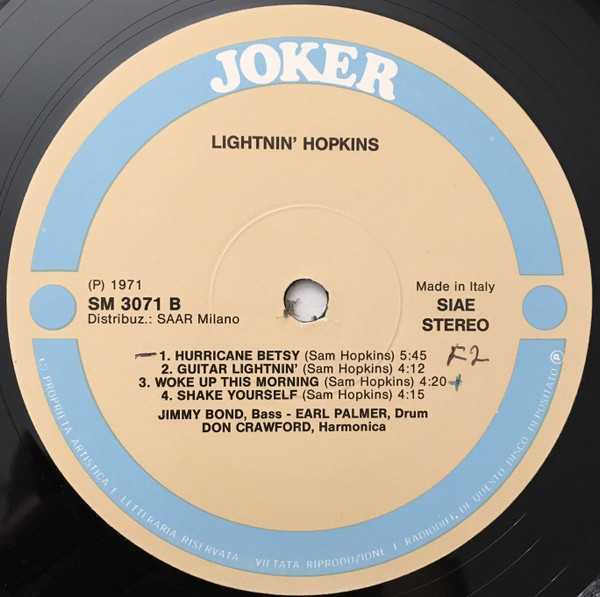 JOKER
LIGHTNIN' HOPKINS
(P) 1971
SM 3071 B
Distribuz.: SAAR Milano
Made in Italy
SIAE
STEREO
1. HURRICANE BETSY (Sam Hopkins) 5:45
2. GUITAR LIGHTNIN' (Sam Hopkins) 4:12
3. WOKE UP THIS MORNING (Sam Hopkins) 4:20
4. SHAKE YOURSELF (Sam Hopkins) 4:15
JIMMY BOND, Bass - EARL PALMER, Drum
DON CRAWFORD, Harmonica
(C) PROPRIETÀ ARTISTICA E LETTERARIA RISERVATA VIETATA RIPRODUZIONE E RADIODIF. DI QUESTO DISCO DEPOSITATO (P)